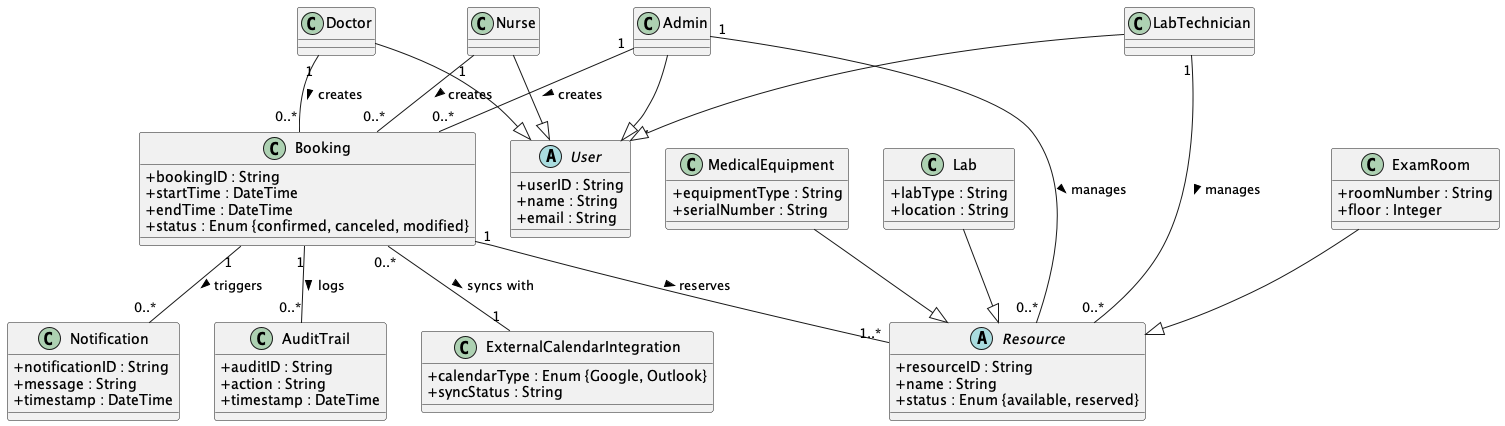 C Doctor
C Nurse
C Admin
C LabTechnician
1
creates
0..*
1
creates
0..*
1
creates
0..*
1
manages
0..*
1
manages
0..*
C Booking
+bookingID : String
+startTime : DateTime
+endTime : DateTime
+status : Enum {confirmed, canceled, modified}
A User
+userID : String
+name : String
+email : String
C MedicalEquipment
+equipmentType : String
+serialNumber : String
C Lab
+labType : String
+location : String
C ExamRoom
+roomNumber : String
+floor : Integer
1
triggers
0..*
1
logs
0..*
0..*
syncs with
1
1
reserves
1..*
C Notification
+notificationID : String
+message : String
+timestamp : DateTime
C AuditTrail
+auditID : String
+action : String
+timestamp : DateTime
C ExternalCalendarIntegration
+calendarType : Enum {Google, Outlook}
+syncStatus : String
A Resource
+resourceID : String
+name : String
+status : Enum {available, reserved}